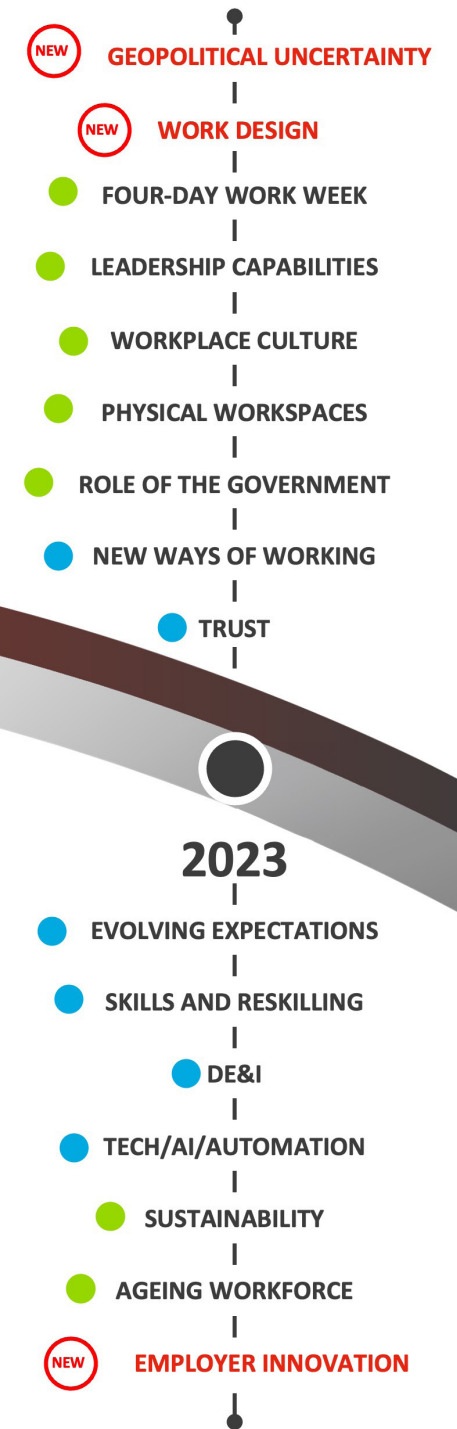 NEW GEOPOLITICAL UNCERTAINTY
NEW WORK DESIGN
FOUR-DAY WORK WEEK
LEADERSHIP CAPABILITIES
WORKPLACE CULTURE
PHYSICAL WORKSPACES
ROLE OF THE GOVERNMENT
NEW WAYS OF WORKING
TRUST
2023
EVOLVING EXPECTATIONS
SKILLS AND RESKILLING
DE&I
TECH/AI/AUTOMATION
SUSTAINABILITY
AGEING WORKFORCE
NEW EMPLOYER INNOVATION